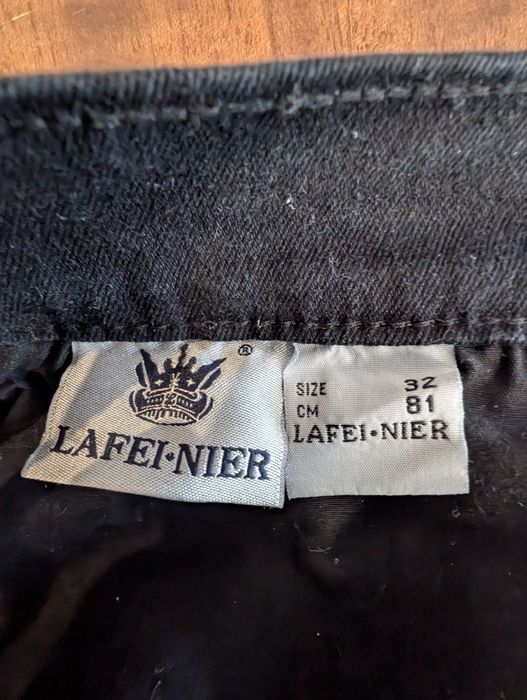 ®
LAFEI•NIER
SIZE 32
CM 81
LAFEI•NIER